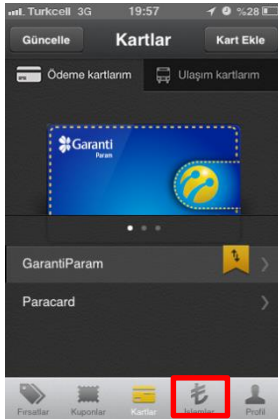 Turkcell 3G 19:57 %28
Güncelle Kartlar Kart Ekle
Ödeme kartlarım Ulaşım kartlarım
Garanti
Param
GarantiParam
Paracard
Fırsatlar Kuponlar Kartlar İşlemler Profil